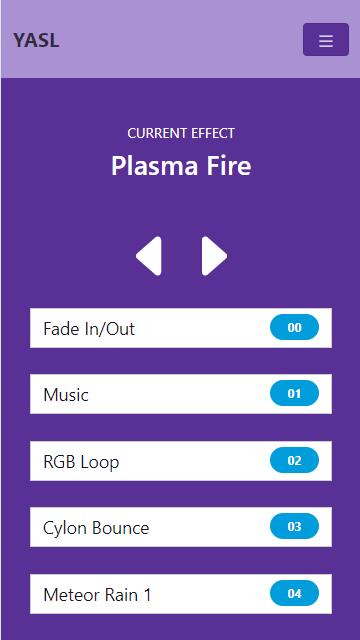 YASL
CURRENT EFFECT
Plasma Fire
Fade In/Out 00
Music 01
RGB Loop 02
Cylon Bounce 03
Meteor Rain 1 04